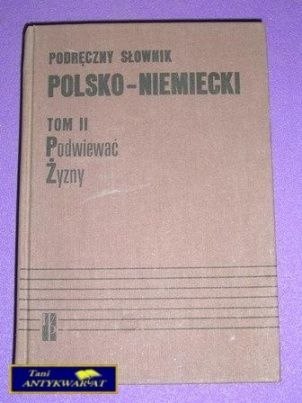 PODRĘCZNY SŁOWNIK
POLSKO-NIEMIECKI
TOM II
Podwiewać
Żyzny
Tani
ANTYKWARIAT